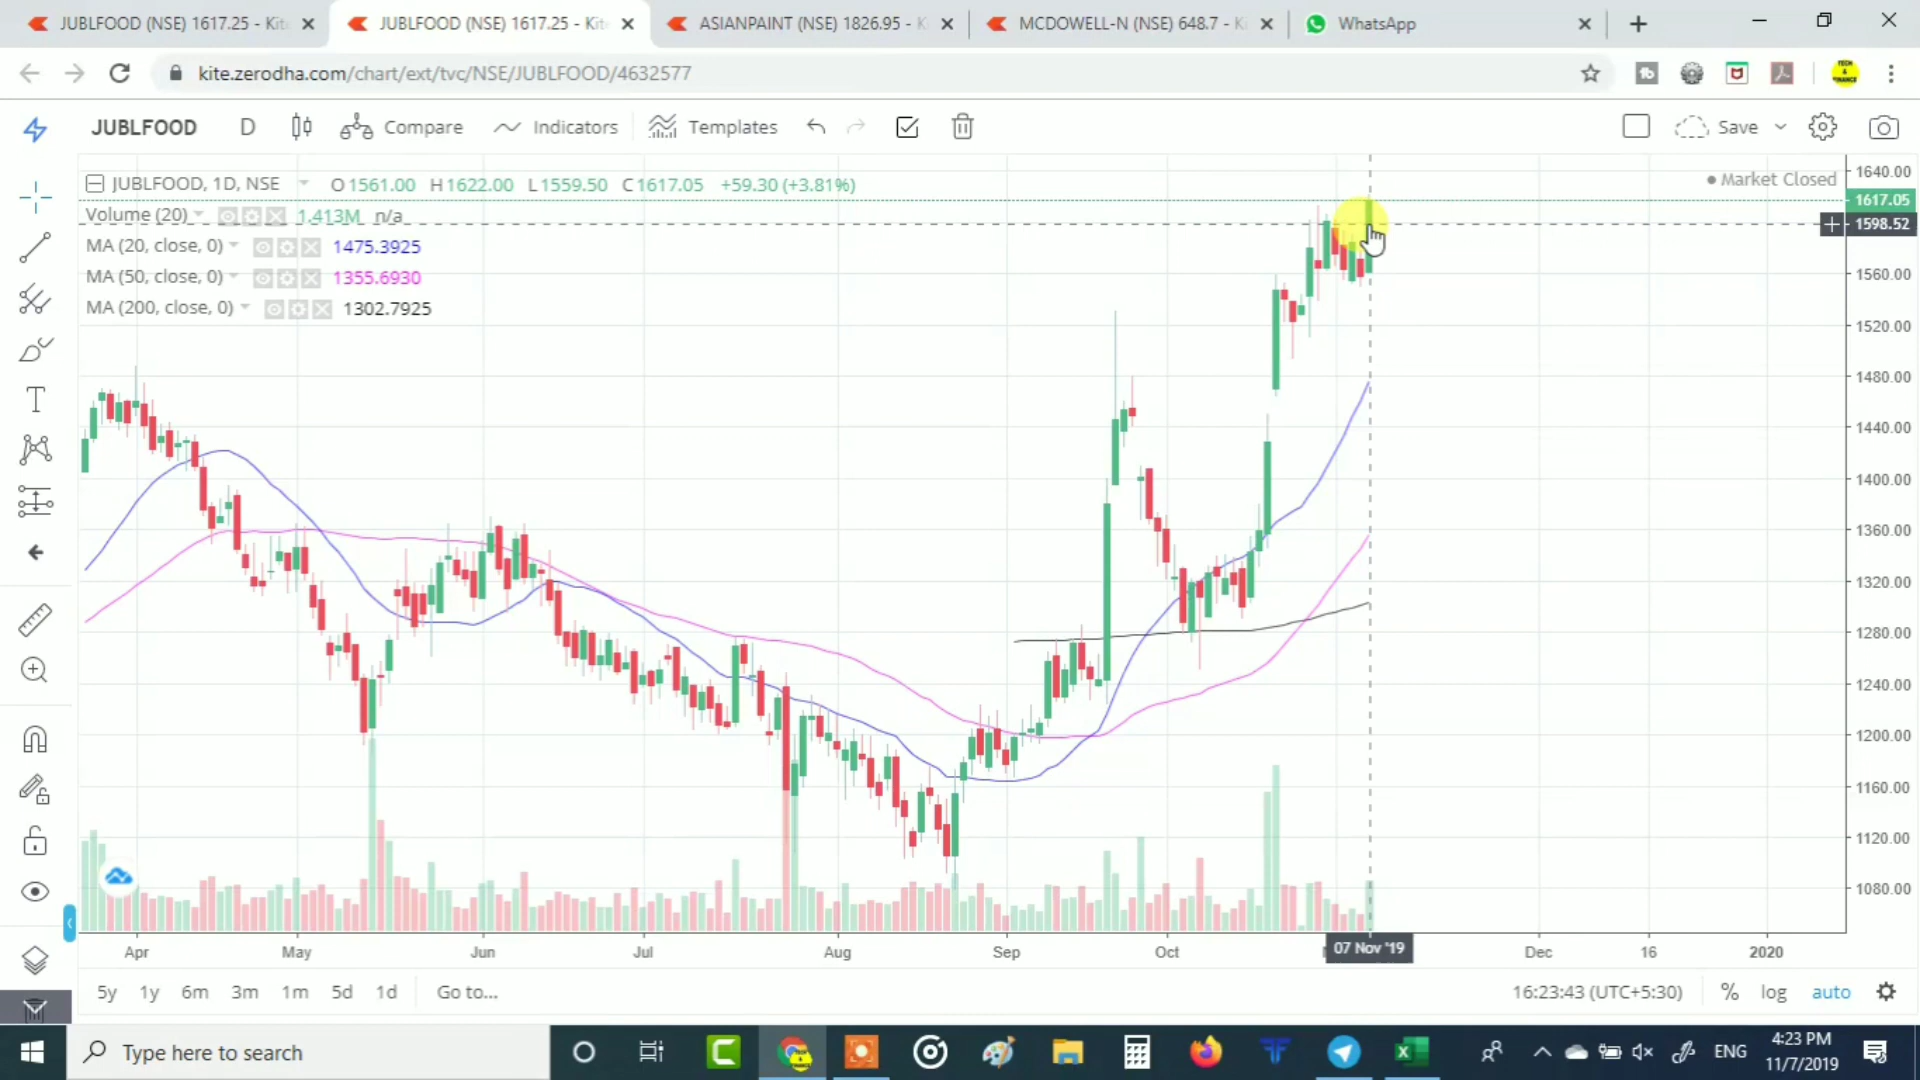 JUBLFOOD (NSE) 1617.25 - Kit
JUBLFOOD (NSE) 1617.25 - Kit
ASIANPAINT (NSE) 1826.95 - K
MCDOWELL-N (NSE) 648.7 - Ki
WhatsApp
kite.zerodha.com/chart/ext/tvc/NSE/JUBLFOOD/4632577
JUBLFOOD D Compare Indicators Templates Save
JUBLFOOD, 1D, NSE O1561.00 H1622.00 L1559.50 C1617.05 +59.30 (+3.81%)
Market Closed
Volume (20) 1.413M n/a
MA (20, close, 0) 1475.3925
MA (50, close, 0) 1355.6930
MA (200, close, 0) 1302.7925
1640.00
1617.05
1598.52
1560.00
1520.00
1480.00
1440.00
1400.00
1360.00
1320.00
1280.00
1240.00
1200.00
1160.00
1120.00
1080.00
Apr May Jun Jul Aug Sep Oct 07 Nov '19 Dec 16 2020
5y 1y 6m 3m 1m 5d 1d Go to... 16:23:43 (UTC+5:30) % log auto
Type here to search
ENG
4:23 PM
11/7/2019